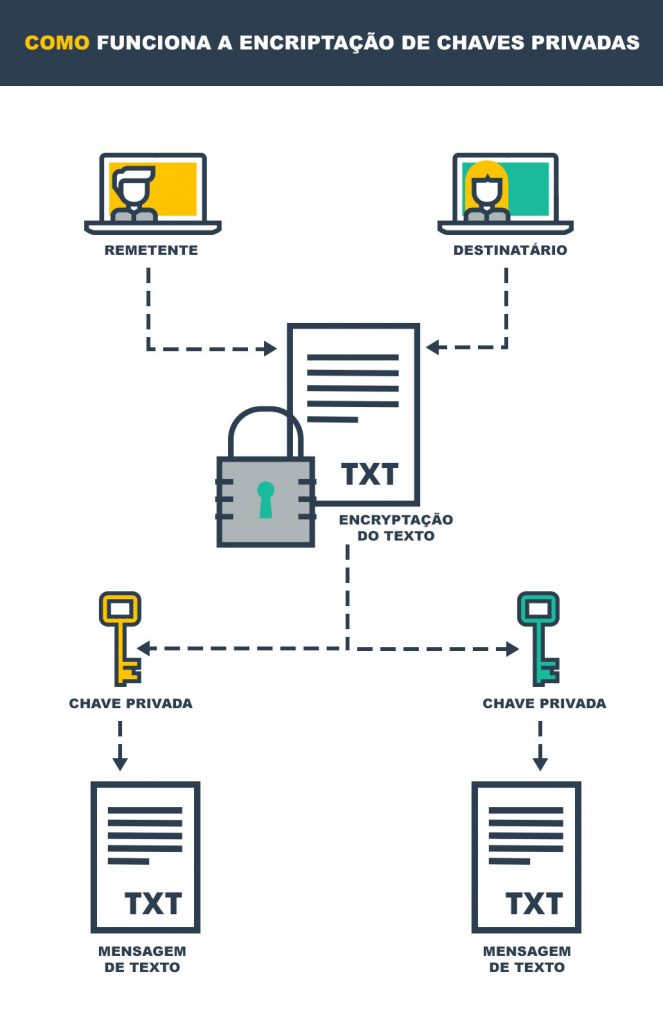 COMO FUNCIONA A ENCRIPTAÇÃO DE CHAVES PRIVADAS
REMETENTE
DESTINATÁRIO
TXT
ENCRYPTAÇÃO
DO TEXTO
CHAVE PRIVADA
CHAVE PRIVADA
TXT
TXT
MENSAGEM
DE TEXTO
MENSAGEM
DE TEXTO